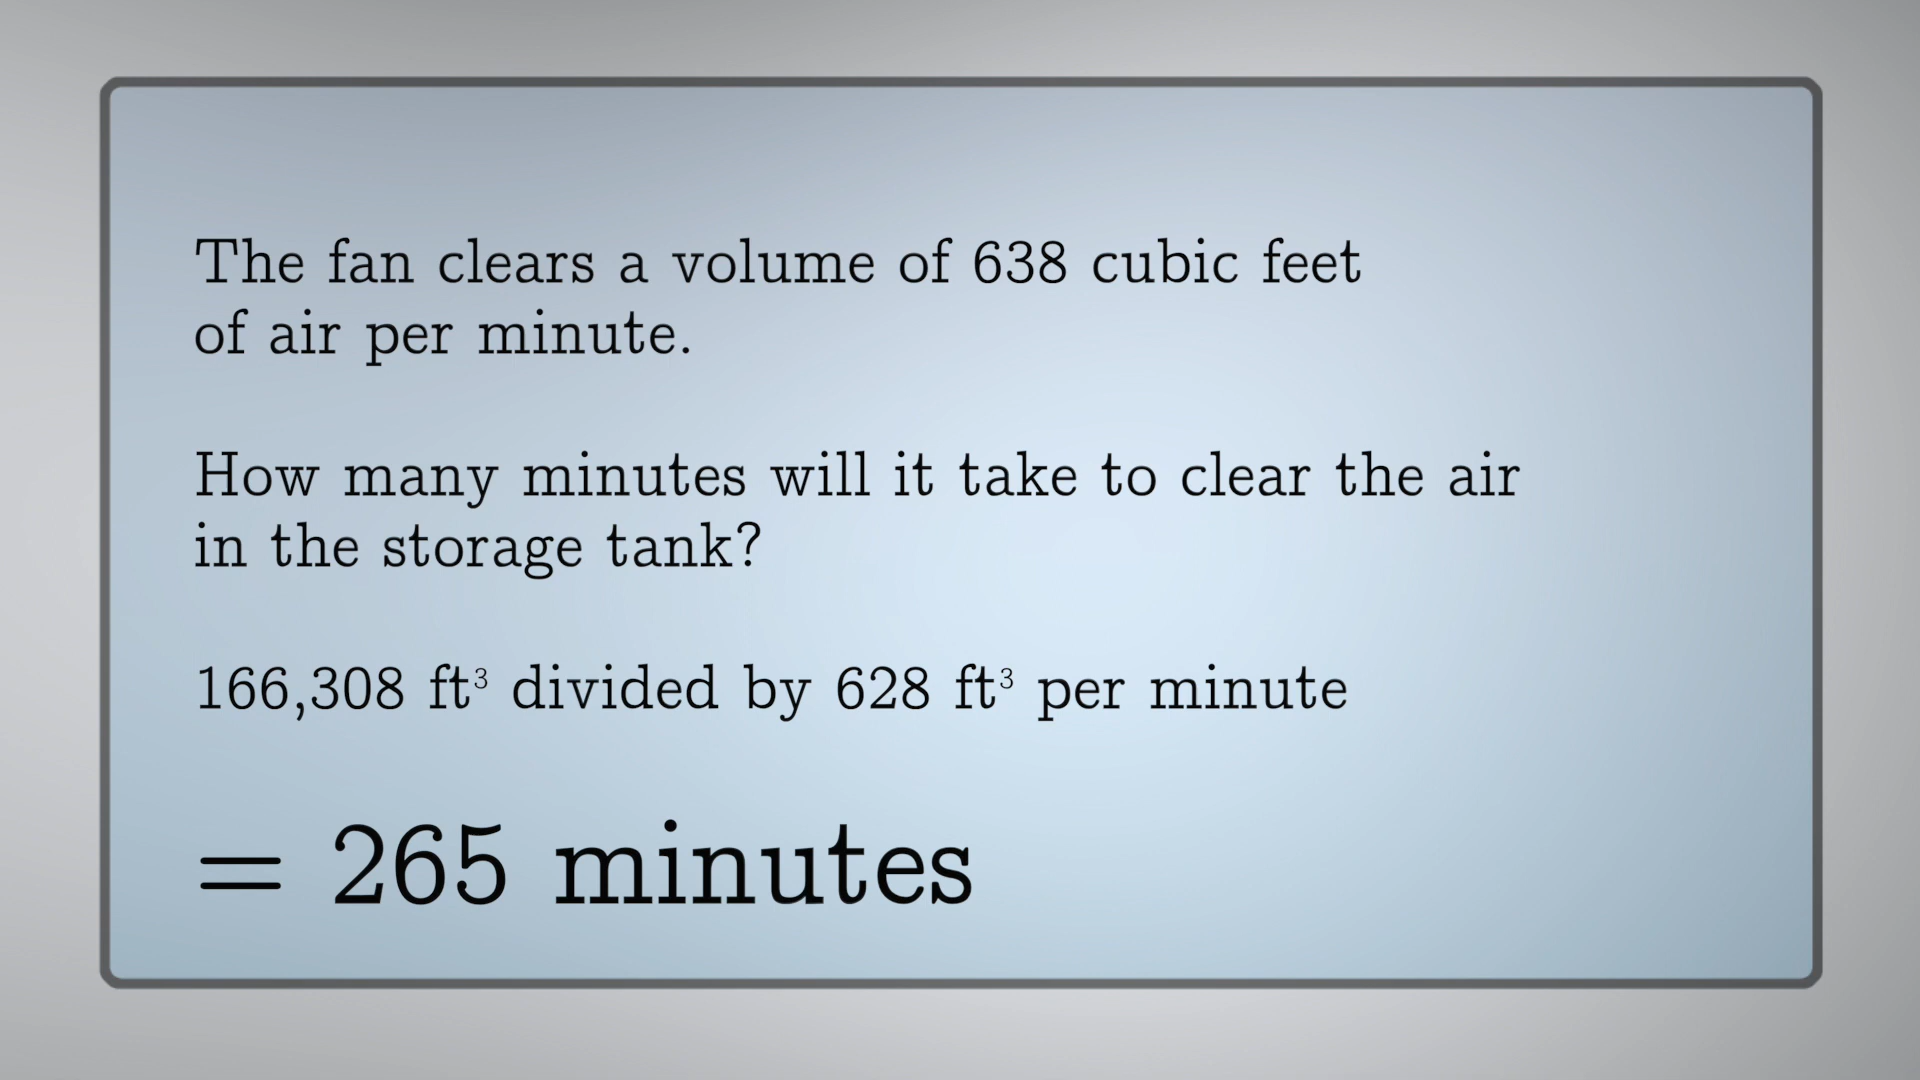 The fan clears a volume of 638 cubic feet
of air per minute.
How many minutes will it take to clear the air
in the storage tank?
166,308 ft³ divided by 628 ft³ per minute
= 265 minutes